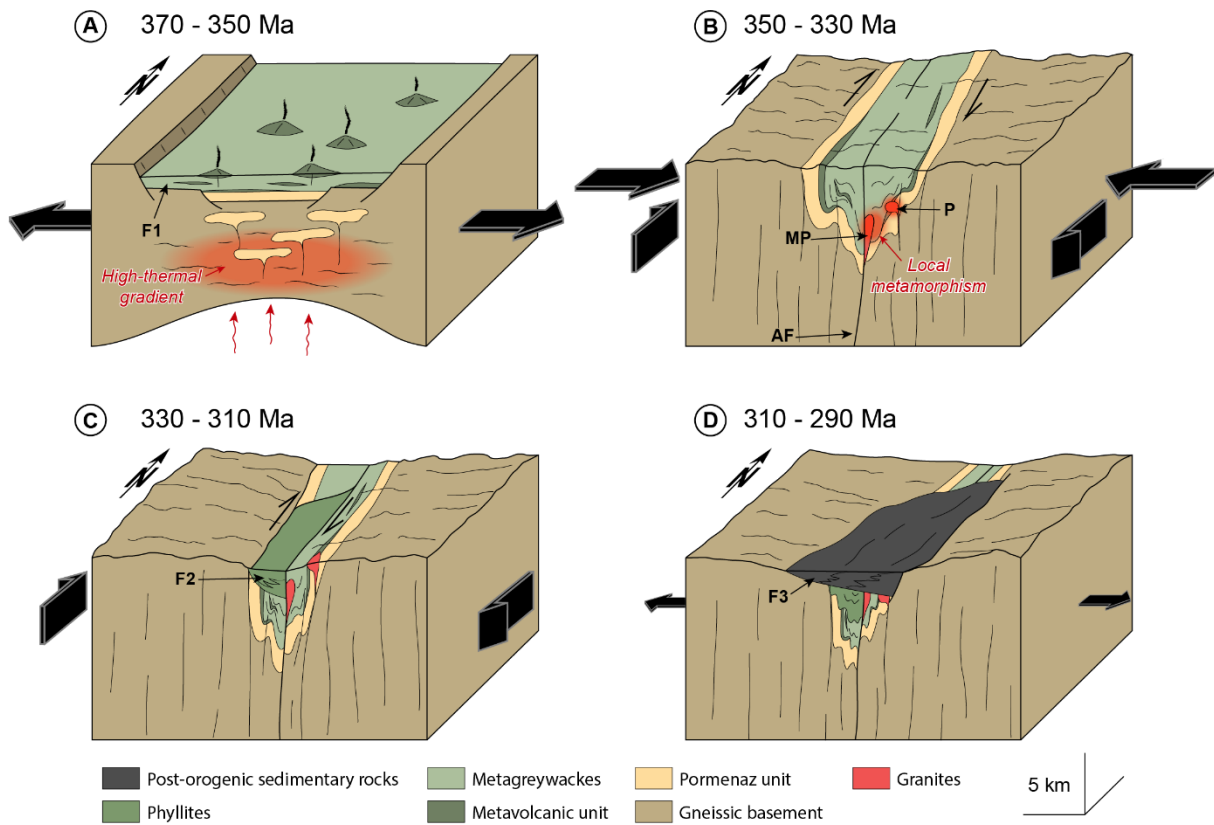 A 370 - 350 Ma
N
F1
High-thermal
gradient
B 350 - 330 Ma
N
P
MP
Local
metamorphism
AF
C 330 - 310 Ma
N
F2
D 310 - 290 Ma
N
F3
Post-orogenic sedimentary rocks
Metagreywackes
Pormenaz unit
Granites
Phyllites
Metavolcanic unit
Gneissic basement
5 km